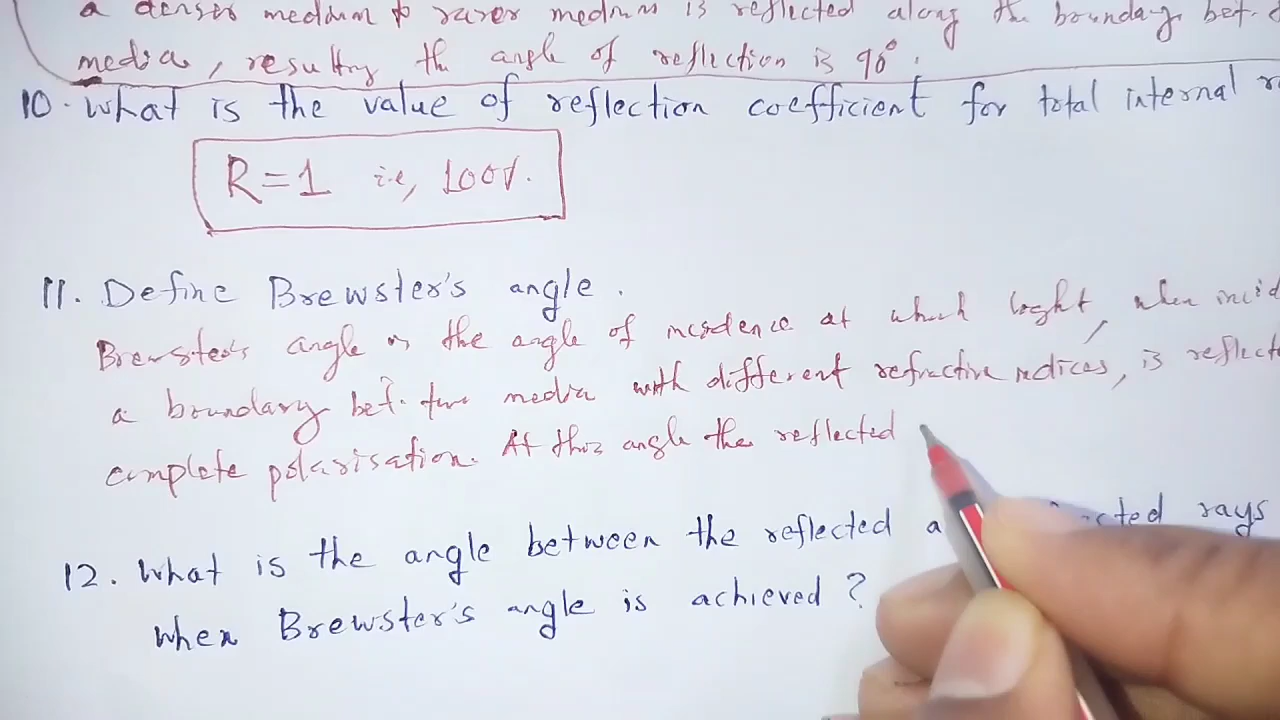 a denser medium to rarer medium is reflected along the boundary bet.
media, resulting the angle of reflection is 90°.
10. What is the value of reflection coefficient for total internal
R=1 i.e, 100%.
11. Define Brewster's angle.
Brewster's angle is the angle of incidence at which light, when incid
a boundary betn. two media with different refractive indices, is reflect
complete polarisation. At this angle the reflected
12. What is the angle between the reflected a cted rays
when Brewster's angle is achieved?